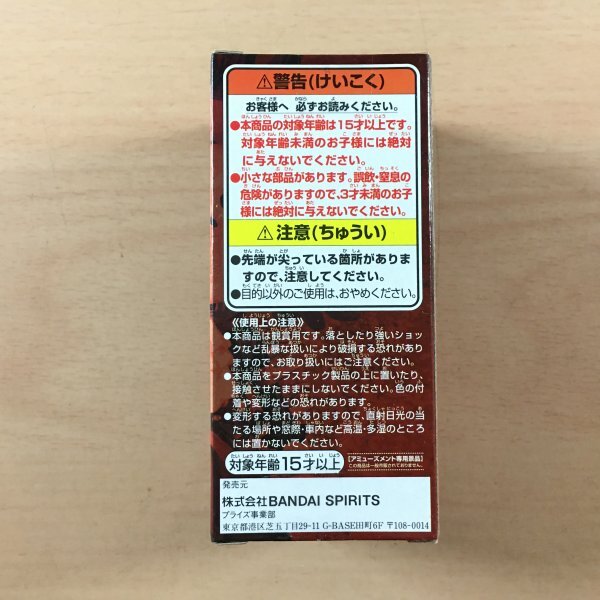 ⚠警告(けいこく)
お客様へ 必ずお読みください。
●本商品の対象年齢は15才以上です。
対象年齢未満のお子様には絶対
に与えないでください。
●小さな部品があります。誤飲・窒息の
危険がありますので、3才未満のお子
様には絶対に与えないでください。
⚠注意(ちゅうい)
●先端が尖っている箇所がありま
すので、注意してください。
●目的以外のご使用は、おやめください。
《使用上の注意》
●本商品は観賞用です。落としたり強いショッ
クなど乱暴な扱いにより破損する恐れがあり
ますので、お取り扱いにはご注意ください。
●本商品をプラスチック製品の上に置いたり、
接触させたままにしないでください。色の付
着や変形などの恐れがあります。
●変形する恐れがありますので、直射日光の当
たる場所や窓際・車内など高温・多湿のところ
には置かないでください。
対象年齢15才以上
【アミューズメント専用景品】
この商品は一般市販されておりません。
発売元
株式会社BANDAI SPIRITS
プライズ事業部
東京都港区芝五丁目29-11 G-BASE田町6F 〒108-0014